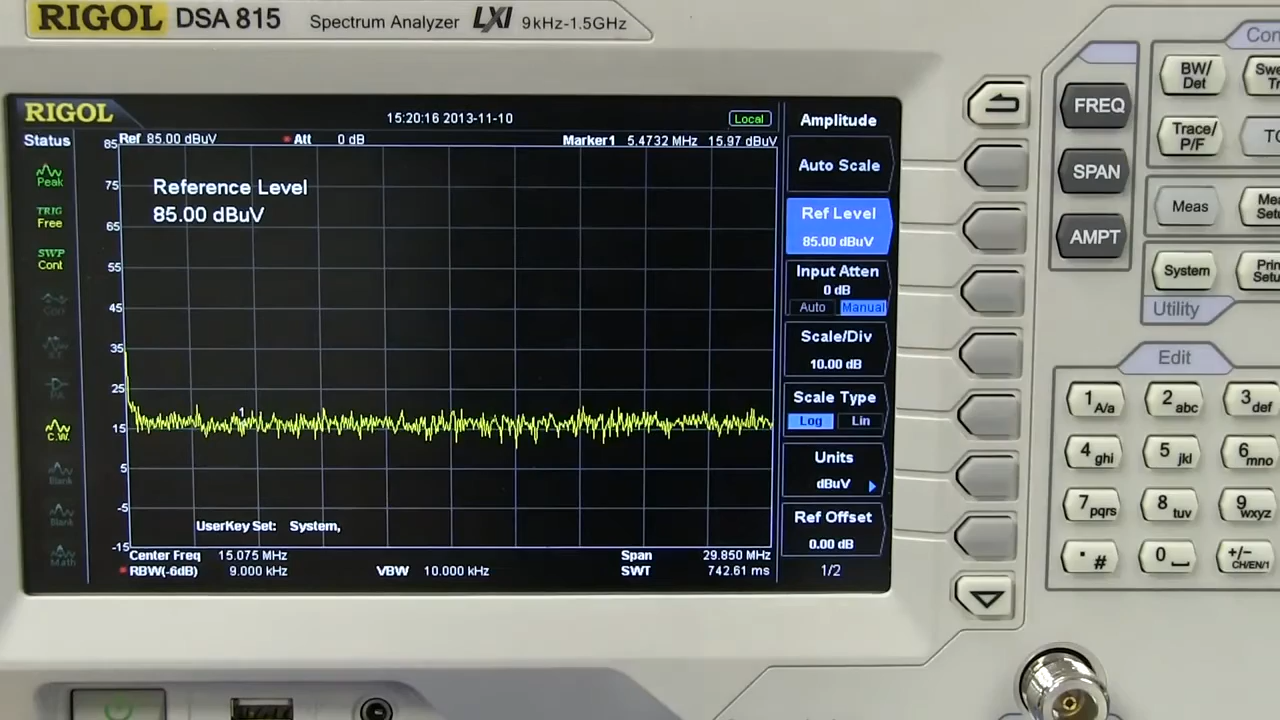 RIGOL DSA 815 Spectrum Analyzer LXI 9kHz-1.5GHz
RIGOL 15:20:16 2013-11-10 Local
Status
Ref 85.00 dBuV Att 0 dB Marker1 5.4732 MHz 15.97 dBuV
Peak
TRIG
Free
SWP
Cont
C.W.
Blank
Blank
Math
85
75
65
55
45
35
25
15
5
-5
-15
Reference Level
85.00 dBuV
1
UserKey Set: System,
Center Freq 15.075 MHz Span 29.850 MHz
RBW(-6dB) 9.000 kHz VBW 10.000 kHz SWT 742.61 ms
Amplitude
Auto Scale
Ref Level
85.00 dBuV
Input Atten
0 dB
Auto Manual
Scale/Div
10.00 dB
Scale Type
Log Lin
Units
dBuV
Ref Offset
0.00 dB
1/2
FREQ
SPAN
AMPT
BW/
Det
Trace/
P/F
Meas
System
Utility
Edit
1 A/a
2 abc
3 def
4 ghi
5 jkl
6 mno
7 pqrs
8 tuv
9 wxyz
. #
0
+/-
CH/EN/1